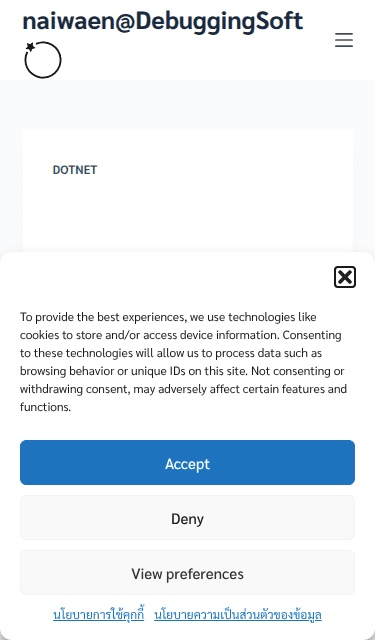 naiwaen@DebuggingSoft
DOTNET
To provide the best experiences, we use technologies like
cookies to store and/or access device information. Consenting
to these technologies will allow us to process data such as
browsing behavior or unique IDs on this site. Not consenting or
withdrawing consent, may adversely affect certain features and
functions.
Accept
Deny
View preferences
นโยบายการใช้คุกกี้ นโยบายความเป็นส่วนตัวของข้อมูล